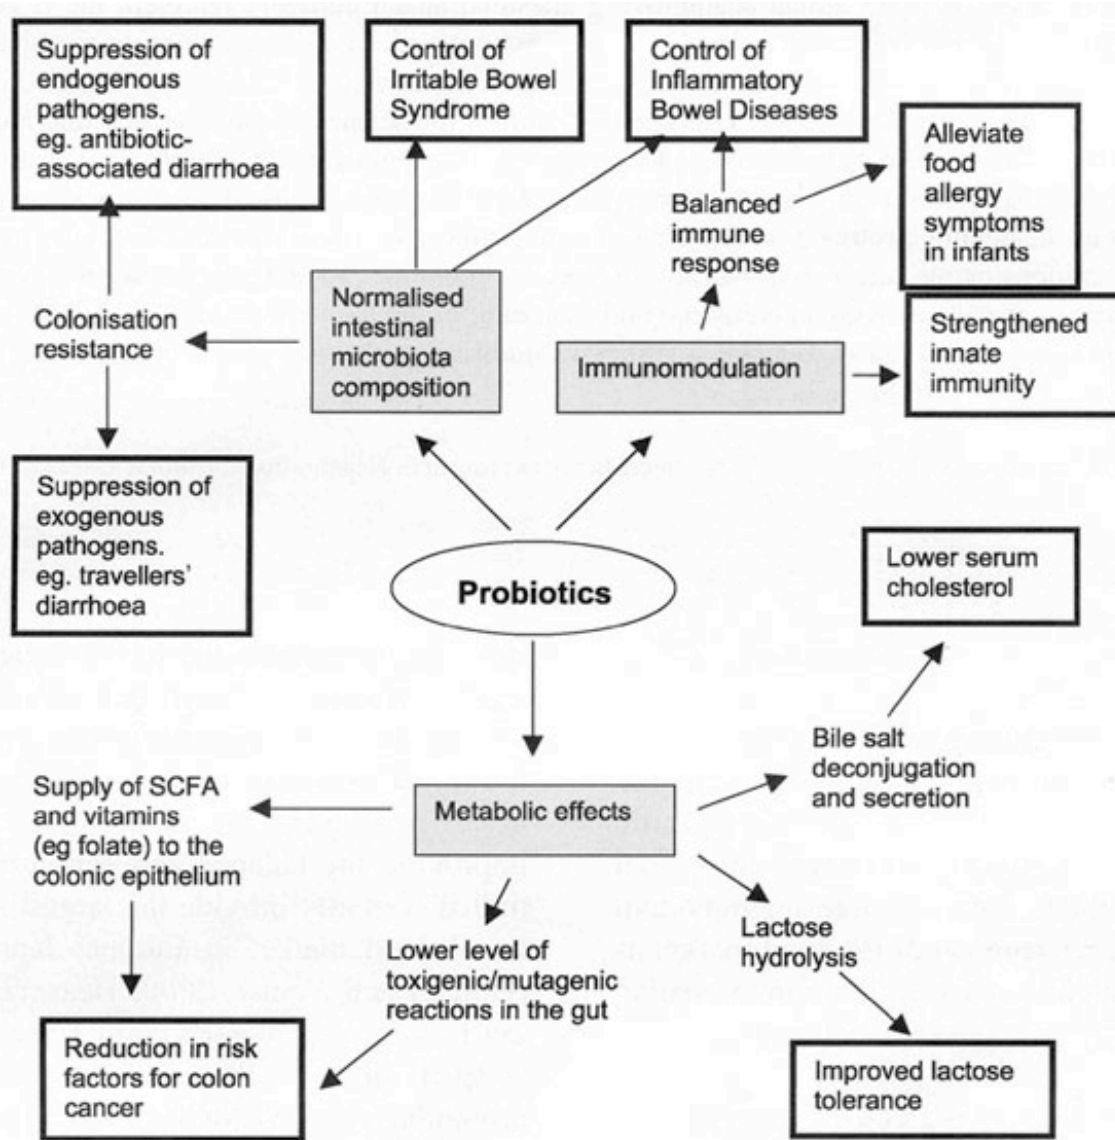 Suppression of
endogenous
pathogens.
eg. antibiotic-
associated diarrhoea
Control of
Irritable Bowel
Syndrome
Control of
Inflammatory
Bowel Diseases
Alleviate
food
allergy
symptoms
in infants
Balanced
immune
response
Colonisation
resistance
Normalised
intestinal
microbiota
composition
Immunomodulation
Strengthened
innate
immunity
Suppression of
exogenous
pathogens.
eg. travellers'
diarrhoea
Probiotics
Lower serum
cholesterol
Bile salt
deconjugation
and secretion
Supply of SCFA
and vitamins
(eg folate) to the
colonic epithelium
Metabolic effects
Lactose
hydrolysis
Lower level of
toxigenic/mutagenic
reactions in the gut
Reduction in risk
factors for colon
cancer
Improved lactose
tolerance